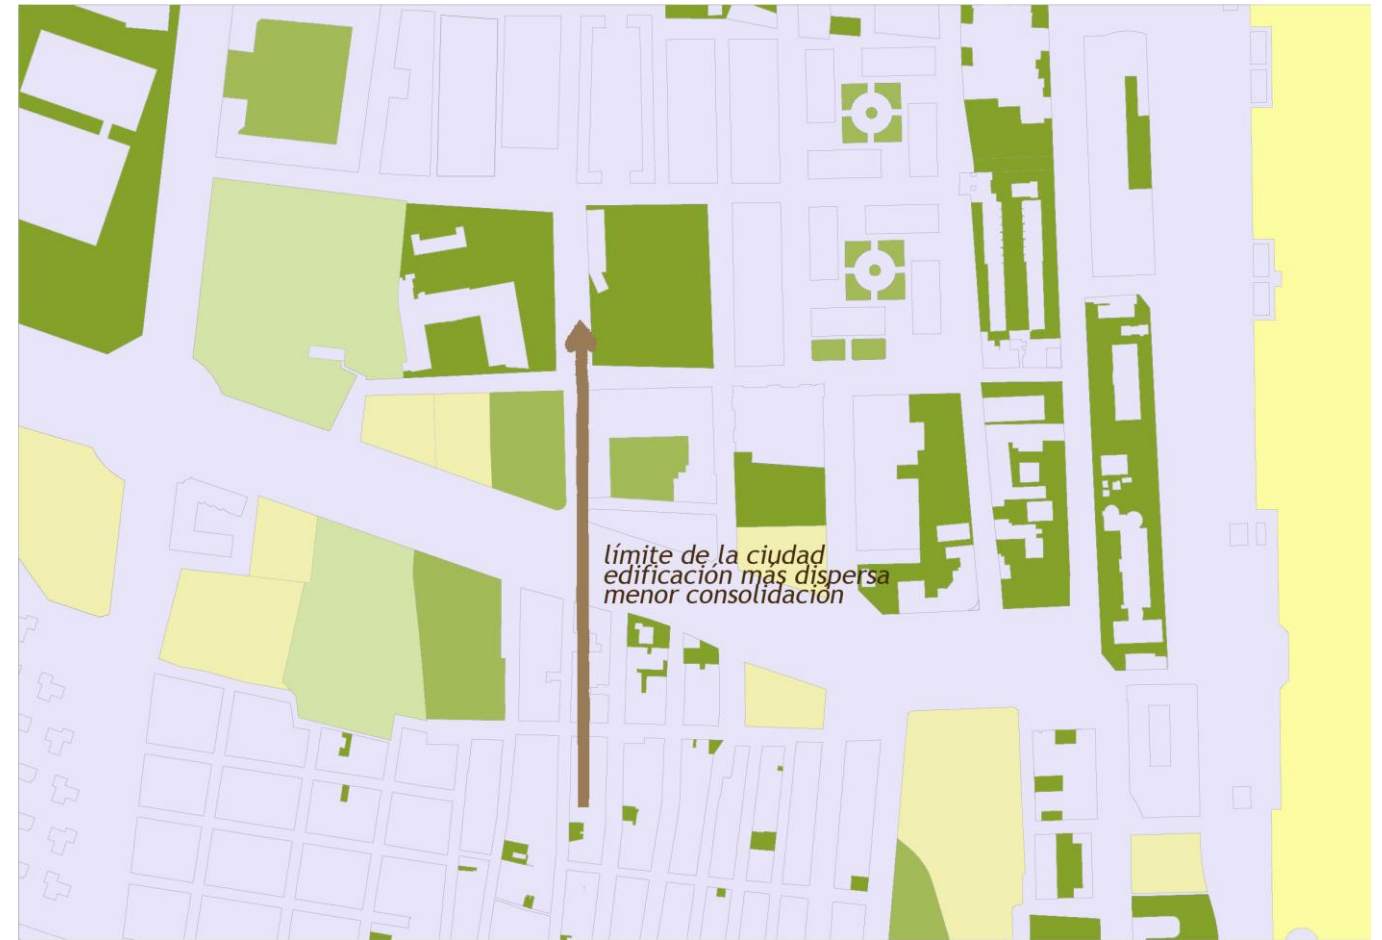 límite de la ciudad
edificación más dispersa
menor consolidación